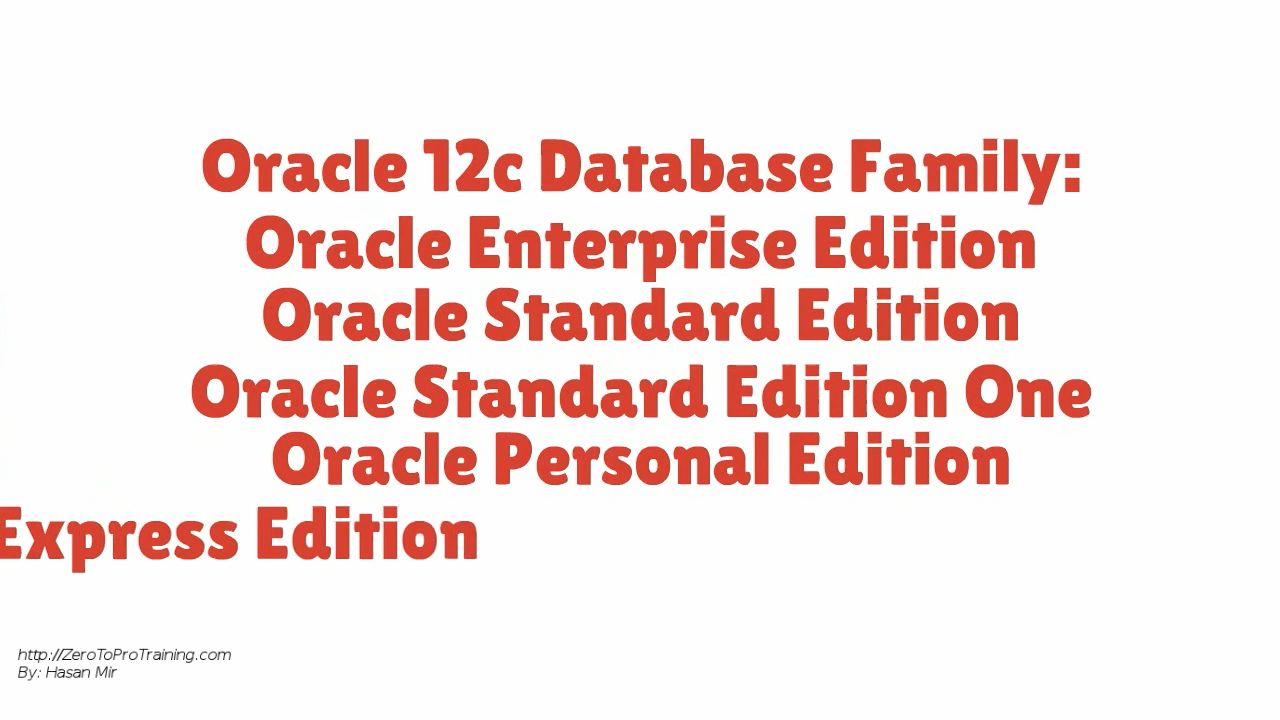 Oracle 12c Database Family:
Oracle Enterprise Edition
Oracle Standard Edition
Oracle Standard Edition One
Oracle Personal Edition
Express Edition
http://ZeroToProTraining.com
By: Hasan Mir